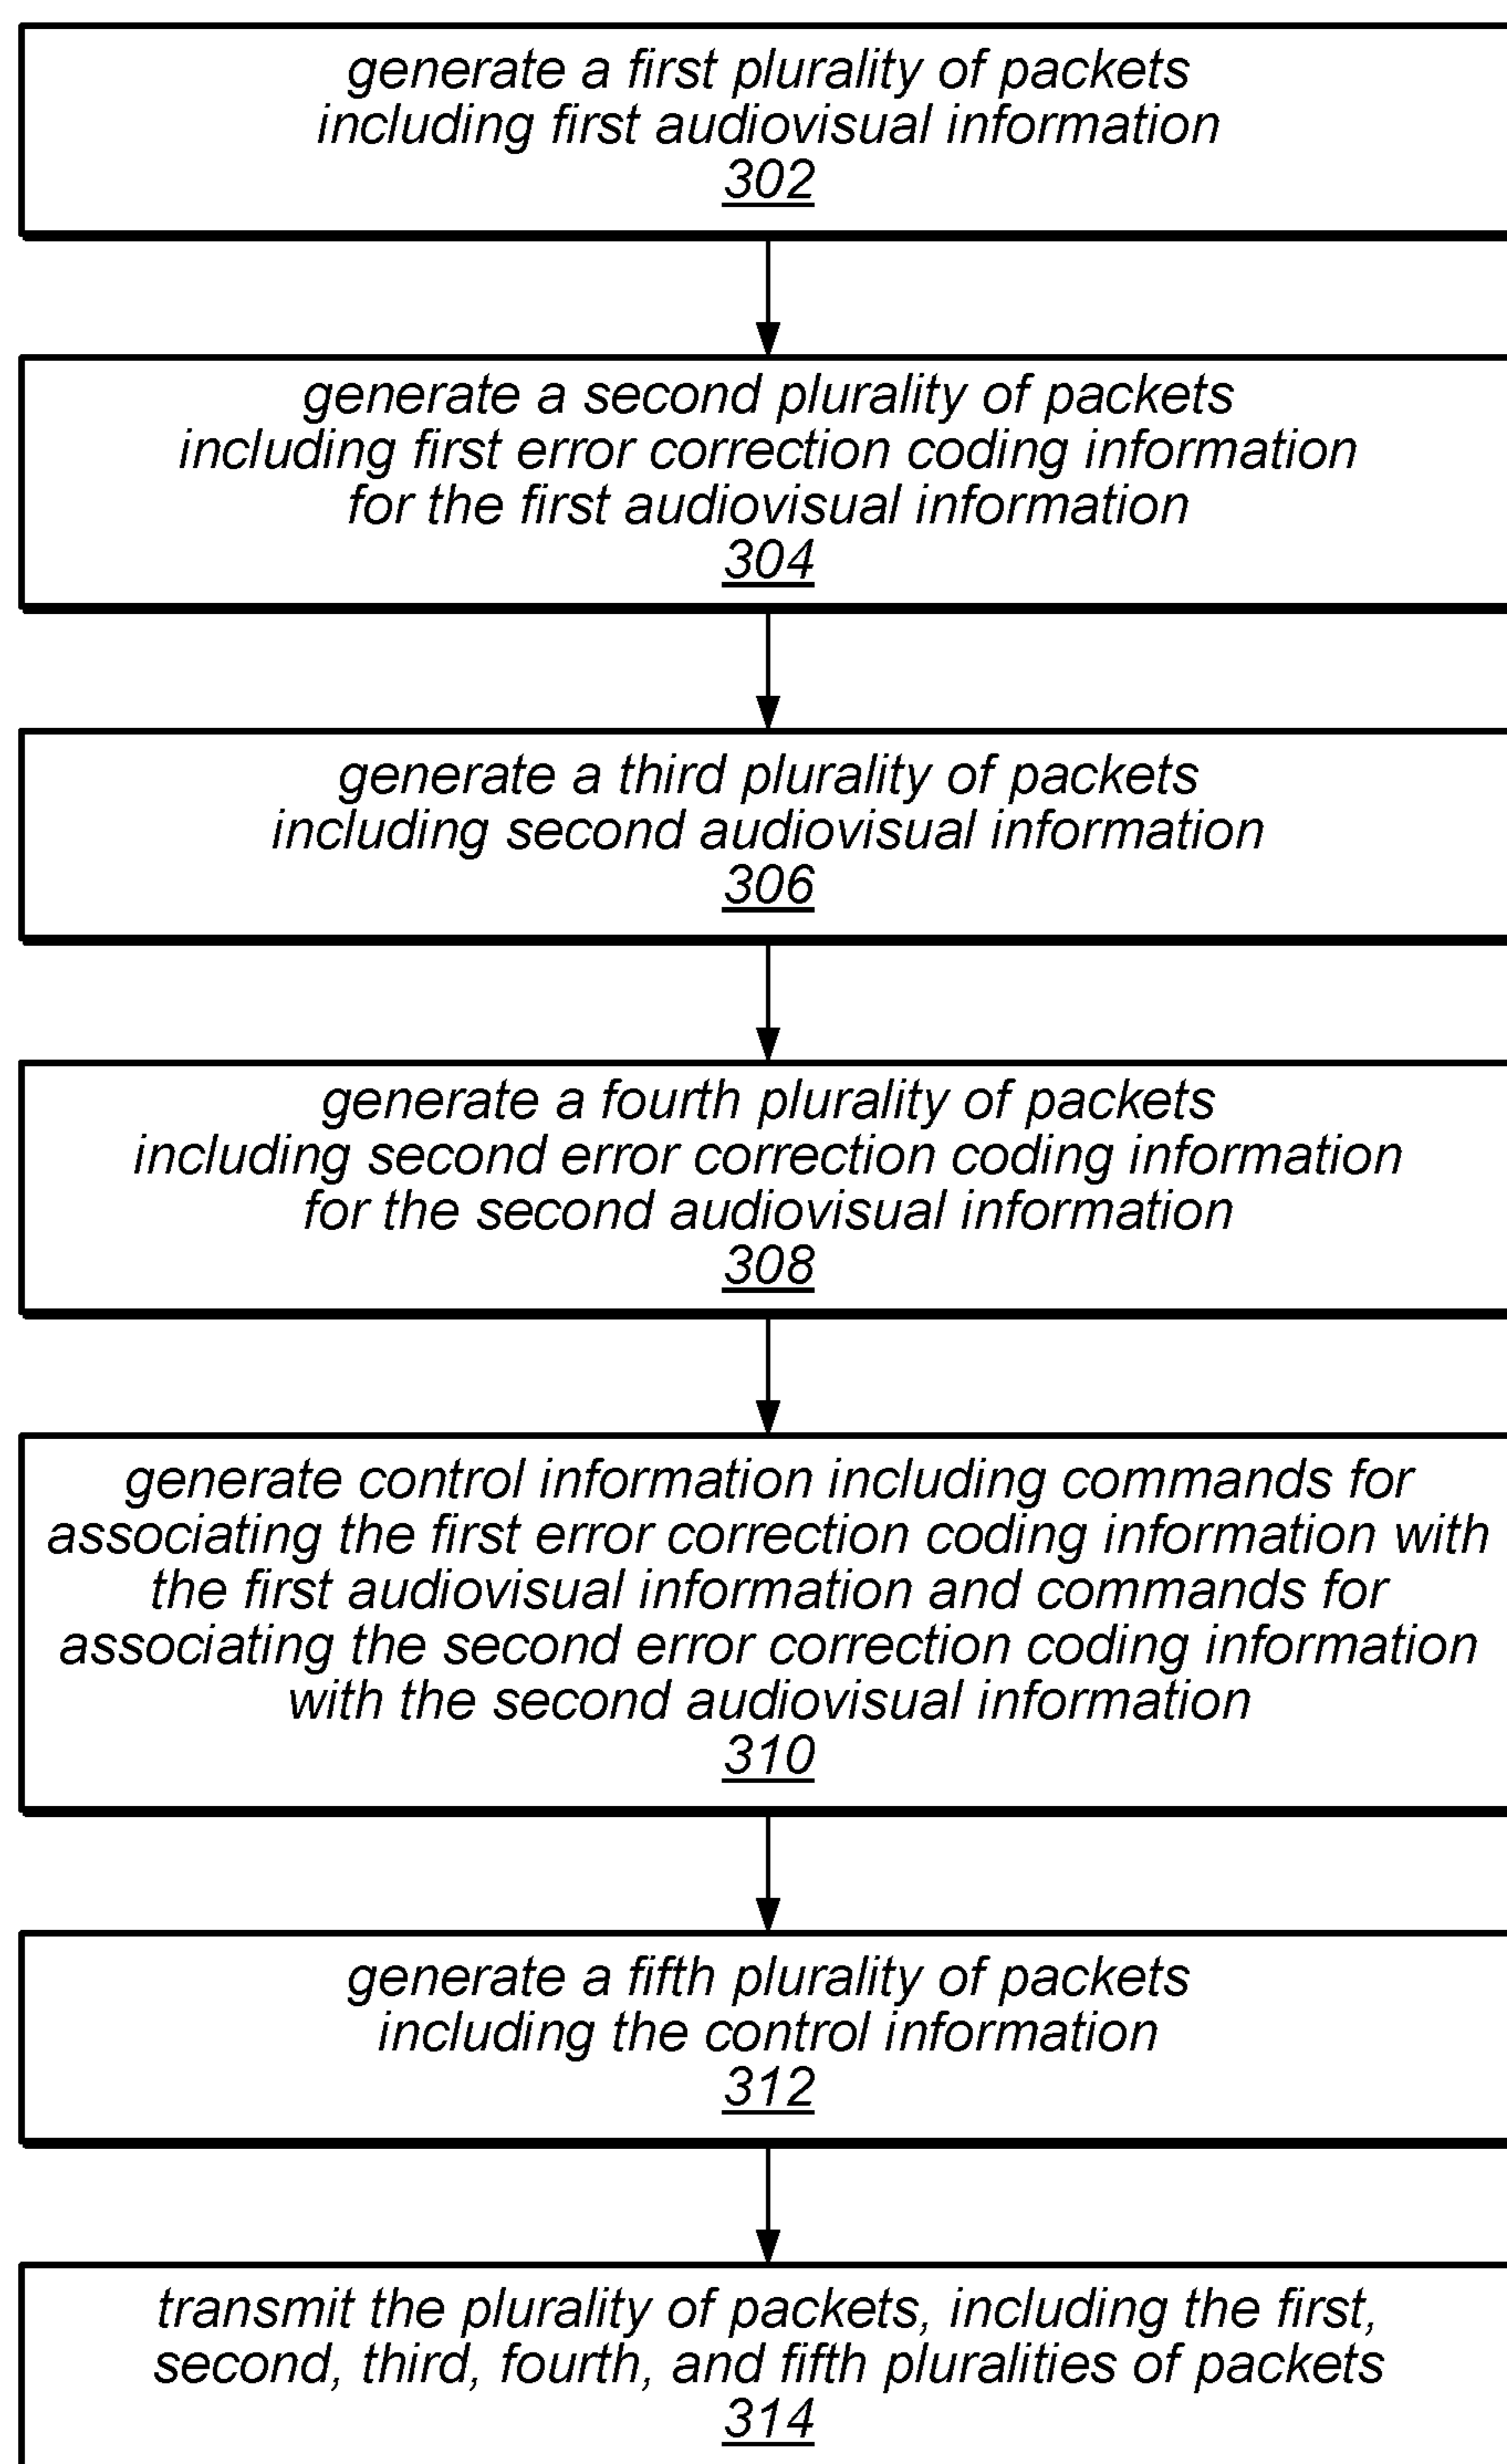 generate a first plurality of packets
including first audiovisual information
302
generate a second plurality of packets
including first error correction coding information
for the first audiovisual information
304
generate a third plurality of packets
including second audiovisual information
306
generate a fourth plurality of packets
including second error correction coding information
for the second audiovisual information
308
generate control information including commands for
associating the first error correction coding information with
the first audiovisual information and commands for
associating the second error correction coding information
with the second audiovisual information
310
generate a fifth plurality of packets
including the control information
312
transmit the plurality of packets, including the first,
second, third, fourth, and fifth pluralities of packets
314